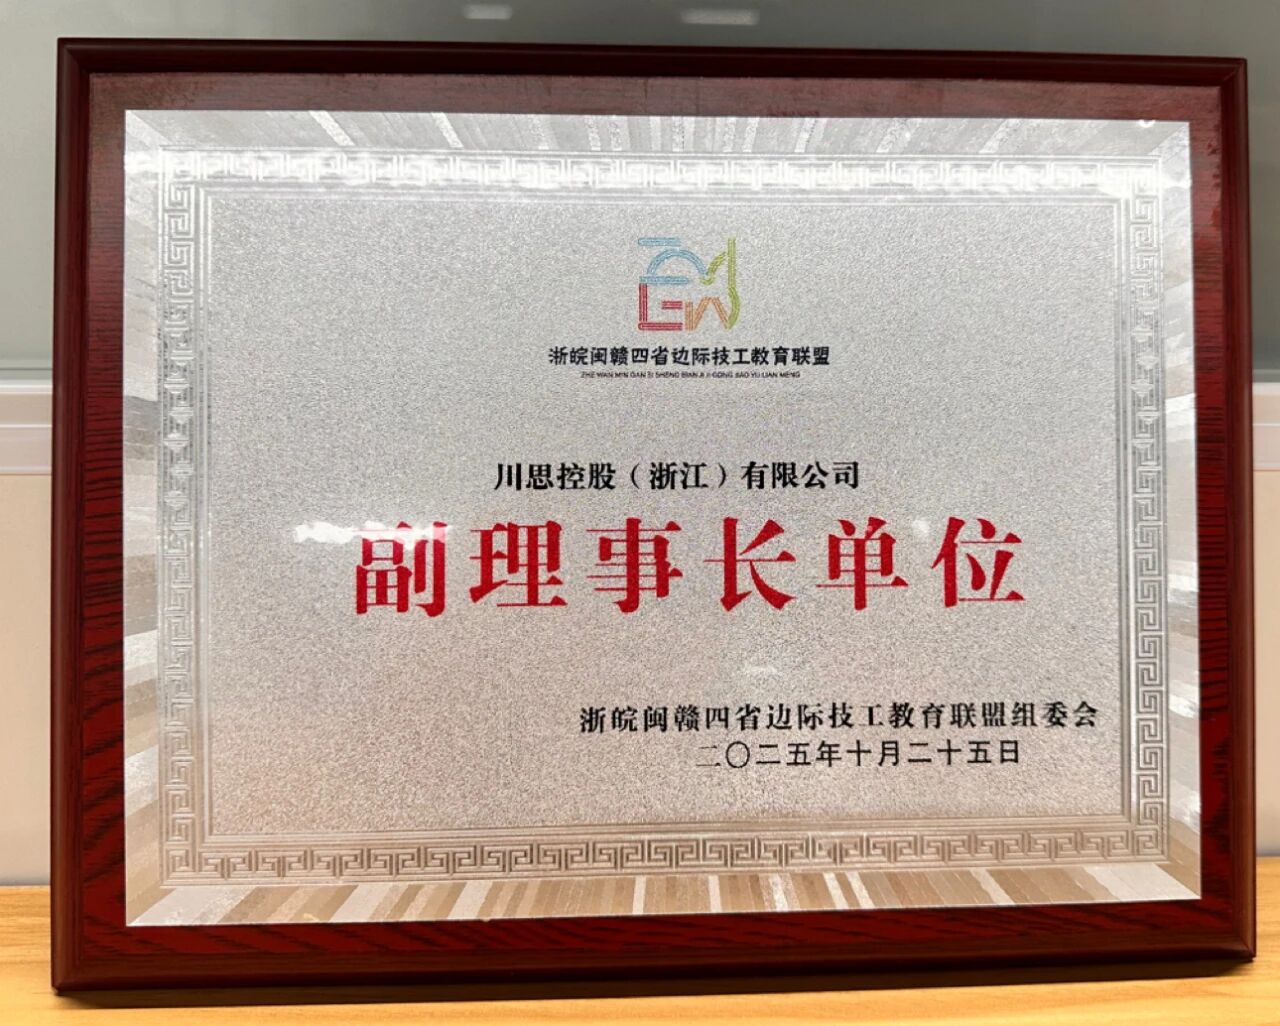 浙皖闽赣四省边际技工教育联盟
ZHE WAN MIN GAN SI SHENG BIAN JI JI GONG JIAO YU LIAN MENG
川思控股（浙江）有限公司
副理事长单位
浙皖闽赣四省边际技工教育联盟组委会
二〇二五年十月二十五日